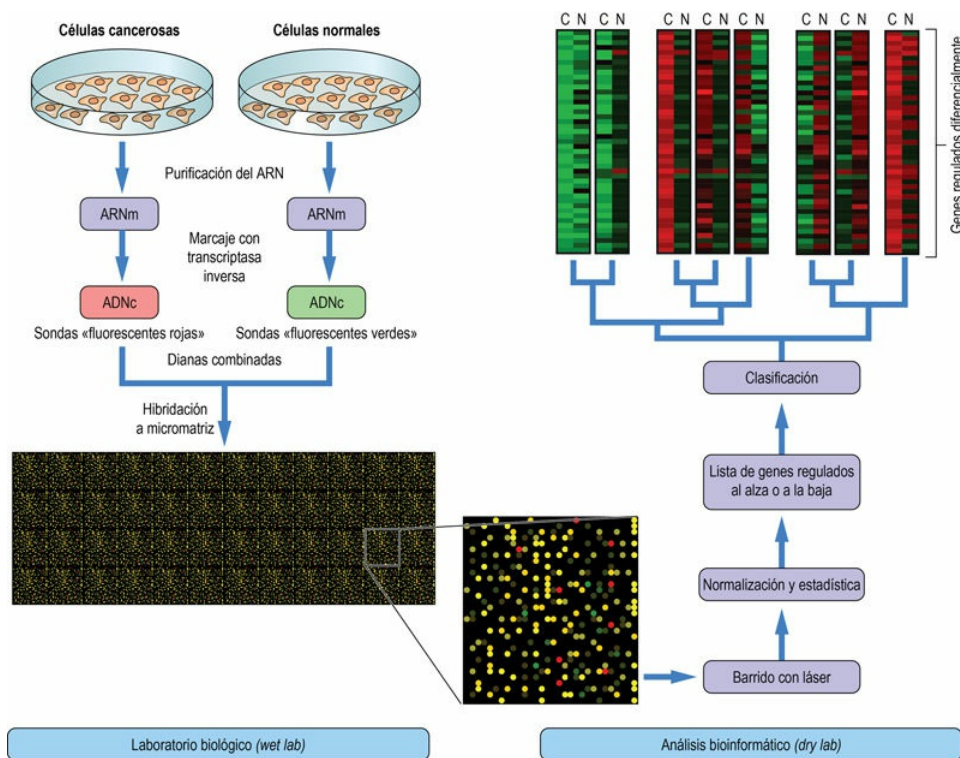 Células cancerosas
Células normales
Purificación del ARN
ARNm
ARNm
Marcaje con
transcriptasa
inversa
ADNc
ADNc
Sondas «fluorescentes rojas»
Sondas «fluorescentes verdes»
Dianas combinadas
Hibridación
a micromatriz
Laboratorio biológico (wet lab)
C N C N
C N C N C N
C N C N
C N
Genes regulados diferencialmente
Clasificación
Lista de genes regulados
al alza o a la baja
Normalización y estadística
Barrido con láser
Análisis bioinformático (dry lab)